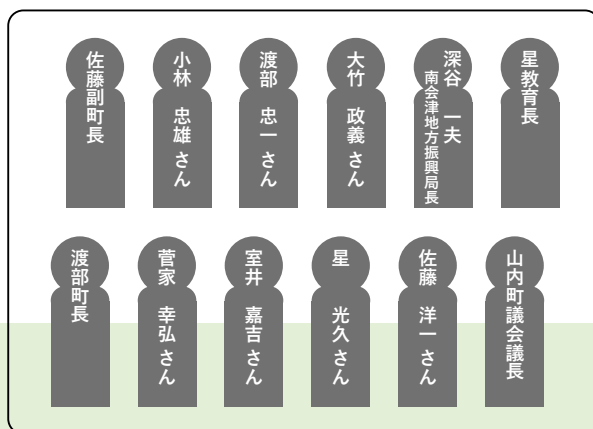 佐藤副町長
小林 忠雄さん
渡部 忠一さん
大竹 政義さん
深谷 一夫
南会津地方振興局長
星教育長
渡部町長
菅家 幸弘さん
室井 嘉吉さん
星 光久さん
佐藤 洋一さん
山内町議会議長